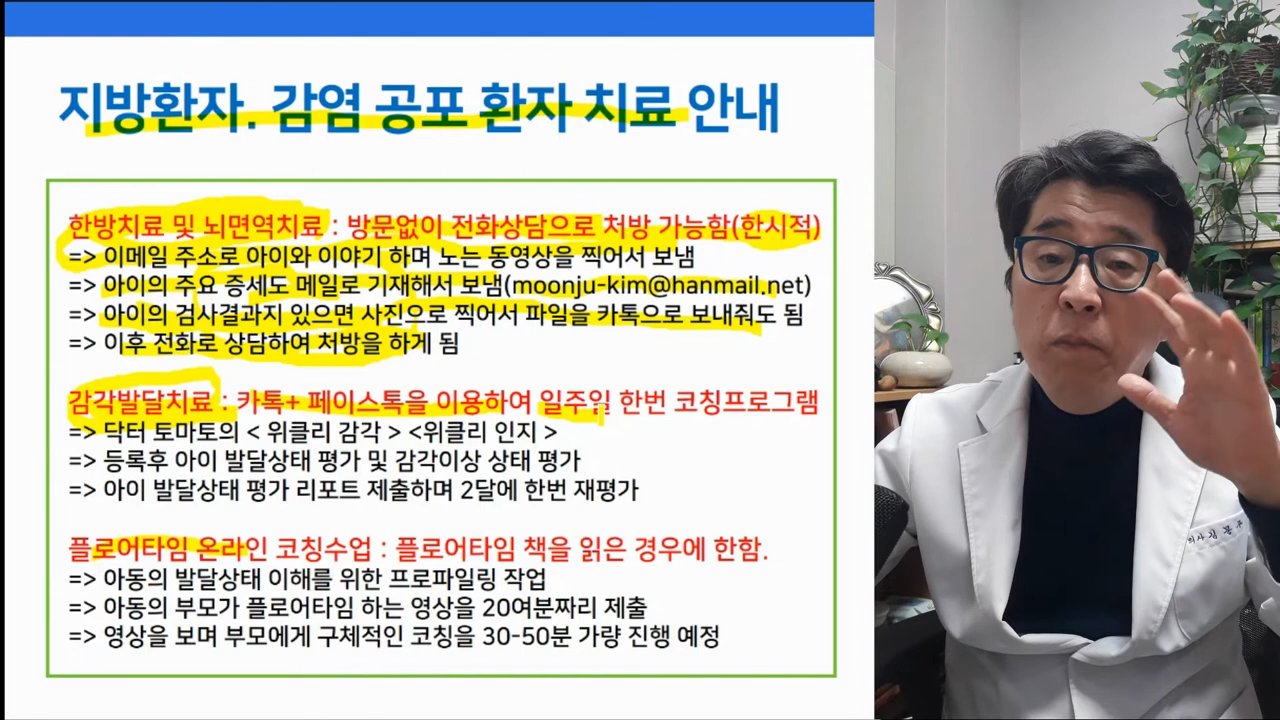 지방환자. 감염 공포 환자 치료 안내
한방치료 및 뇌면역치료 : 방문없이 전화상담으로 처방 가능함(한시적)
=> 이메일 주소로 아이와 이야기 하며 노는 동영상을 찍어서 보냄
=> 아이의 주요 증세도 메일로 기재해서 보냄(moonju-kim@hanmail.net)
=> 아이의 검사결과지 있으면 사진으로 찍어서 파일을 카톡으로 보내줘도 됨
=> 이후 전화로 상담하여 처방을 하게 됨
감각발달치료 : 카톡+ 페이스톡을 이용하여 일주일 한번 코칭프로그램
=> 닥터 토마토의 < 위클리 감각 > <위클리 인지 >
=> 등록후 아이 발달상태 평가 및 감각이상 상태 평가
=> 아이 발달상태 평가 리포트 제출하며 2달에 한번 재평가
플로어타임 온라인 코칭수업 : 플로어타임 책을 읽은 경우에 한함.
=> 아동의 발달상태 이해를 위한 프로파일링 작업
=> 아동의 부모가 플로어타임 하는 영상을 20여분짜리 제출
=> 영상을 보며 부모에게 구체적인 코칭을 30-50분 가량 진행 예정